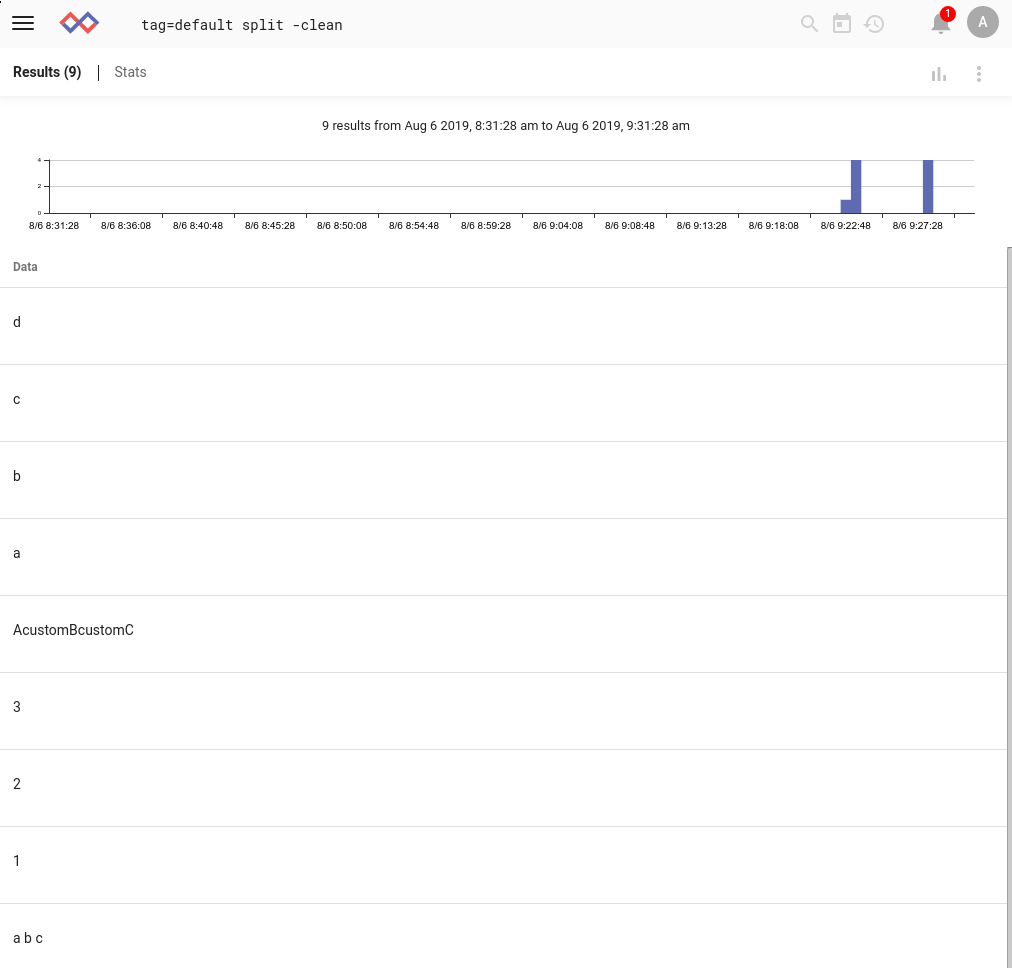 tag=default split -clean
1
A
Results (9) | Stats
9 results from Aug 6 2019, 8:31:28 am to Aug 6 2019, 9:31:28 am
4
2
0
8/6 8:31:28 8/6 8:36:08 8/6 8:40:48 8/6 8:45:28 8/6 8:50:08 8/6 8:54:48 8/6 8:59:28 8/6 9:04:08 8/6 9:08:48 8/6 9:13:28 8/6 9:18:08 8/6 9:22:48 8/6 9:27:28
Data
d
c
b
a
AcustomBcustomC
3
2
1
a b c